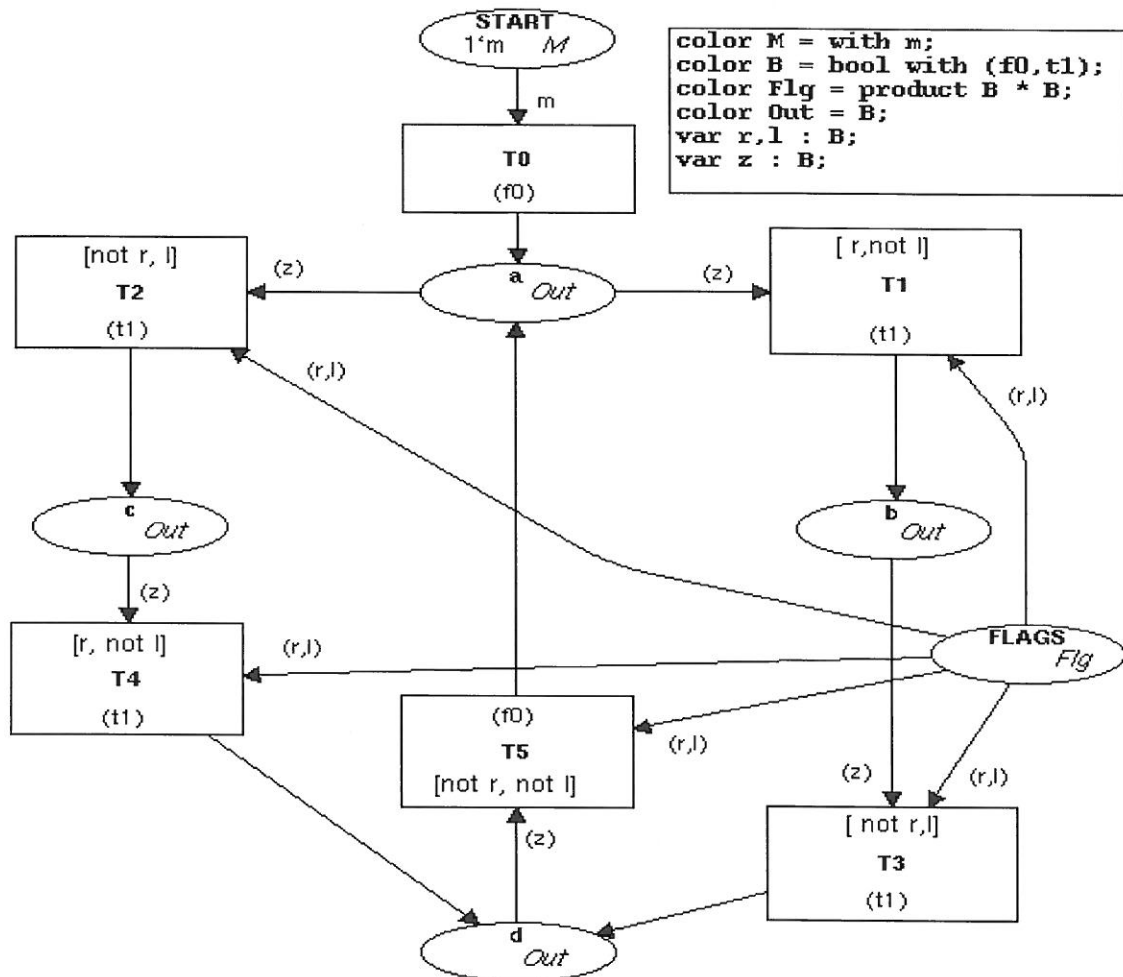 START
1'm M
color M = with m;
color B = bool with (f0,t1);
color Flg = product B * B;
color Out = B;
var r,l : B;
var z : B;
m
T0
(f0)
[not r, l]
T2
(t1)
(z)
a
Out
(z)
[ r,not l]
T1
(t1)
(r,l)
(r,l)
c
Out
b
Out
(z)
[r, not l]
T4
(t1)
(r,l)
FLAGS
Flg
(f0)
T5
[not r, not l]
(r,l)
(z)
(r,l)
(z)
[ not r,l]
T3
(t1)
d
Out